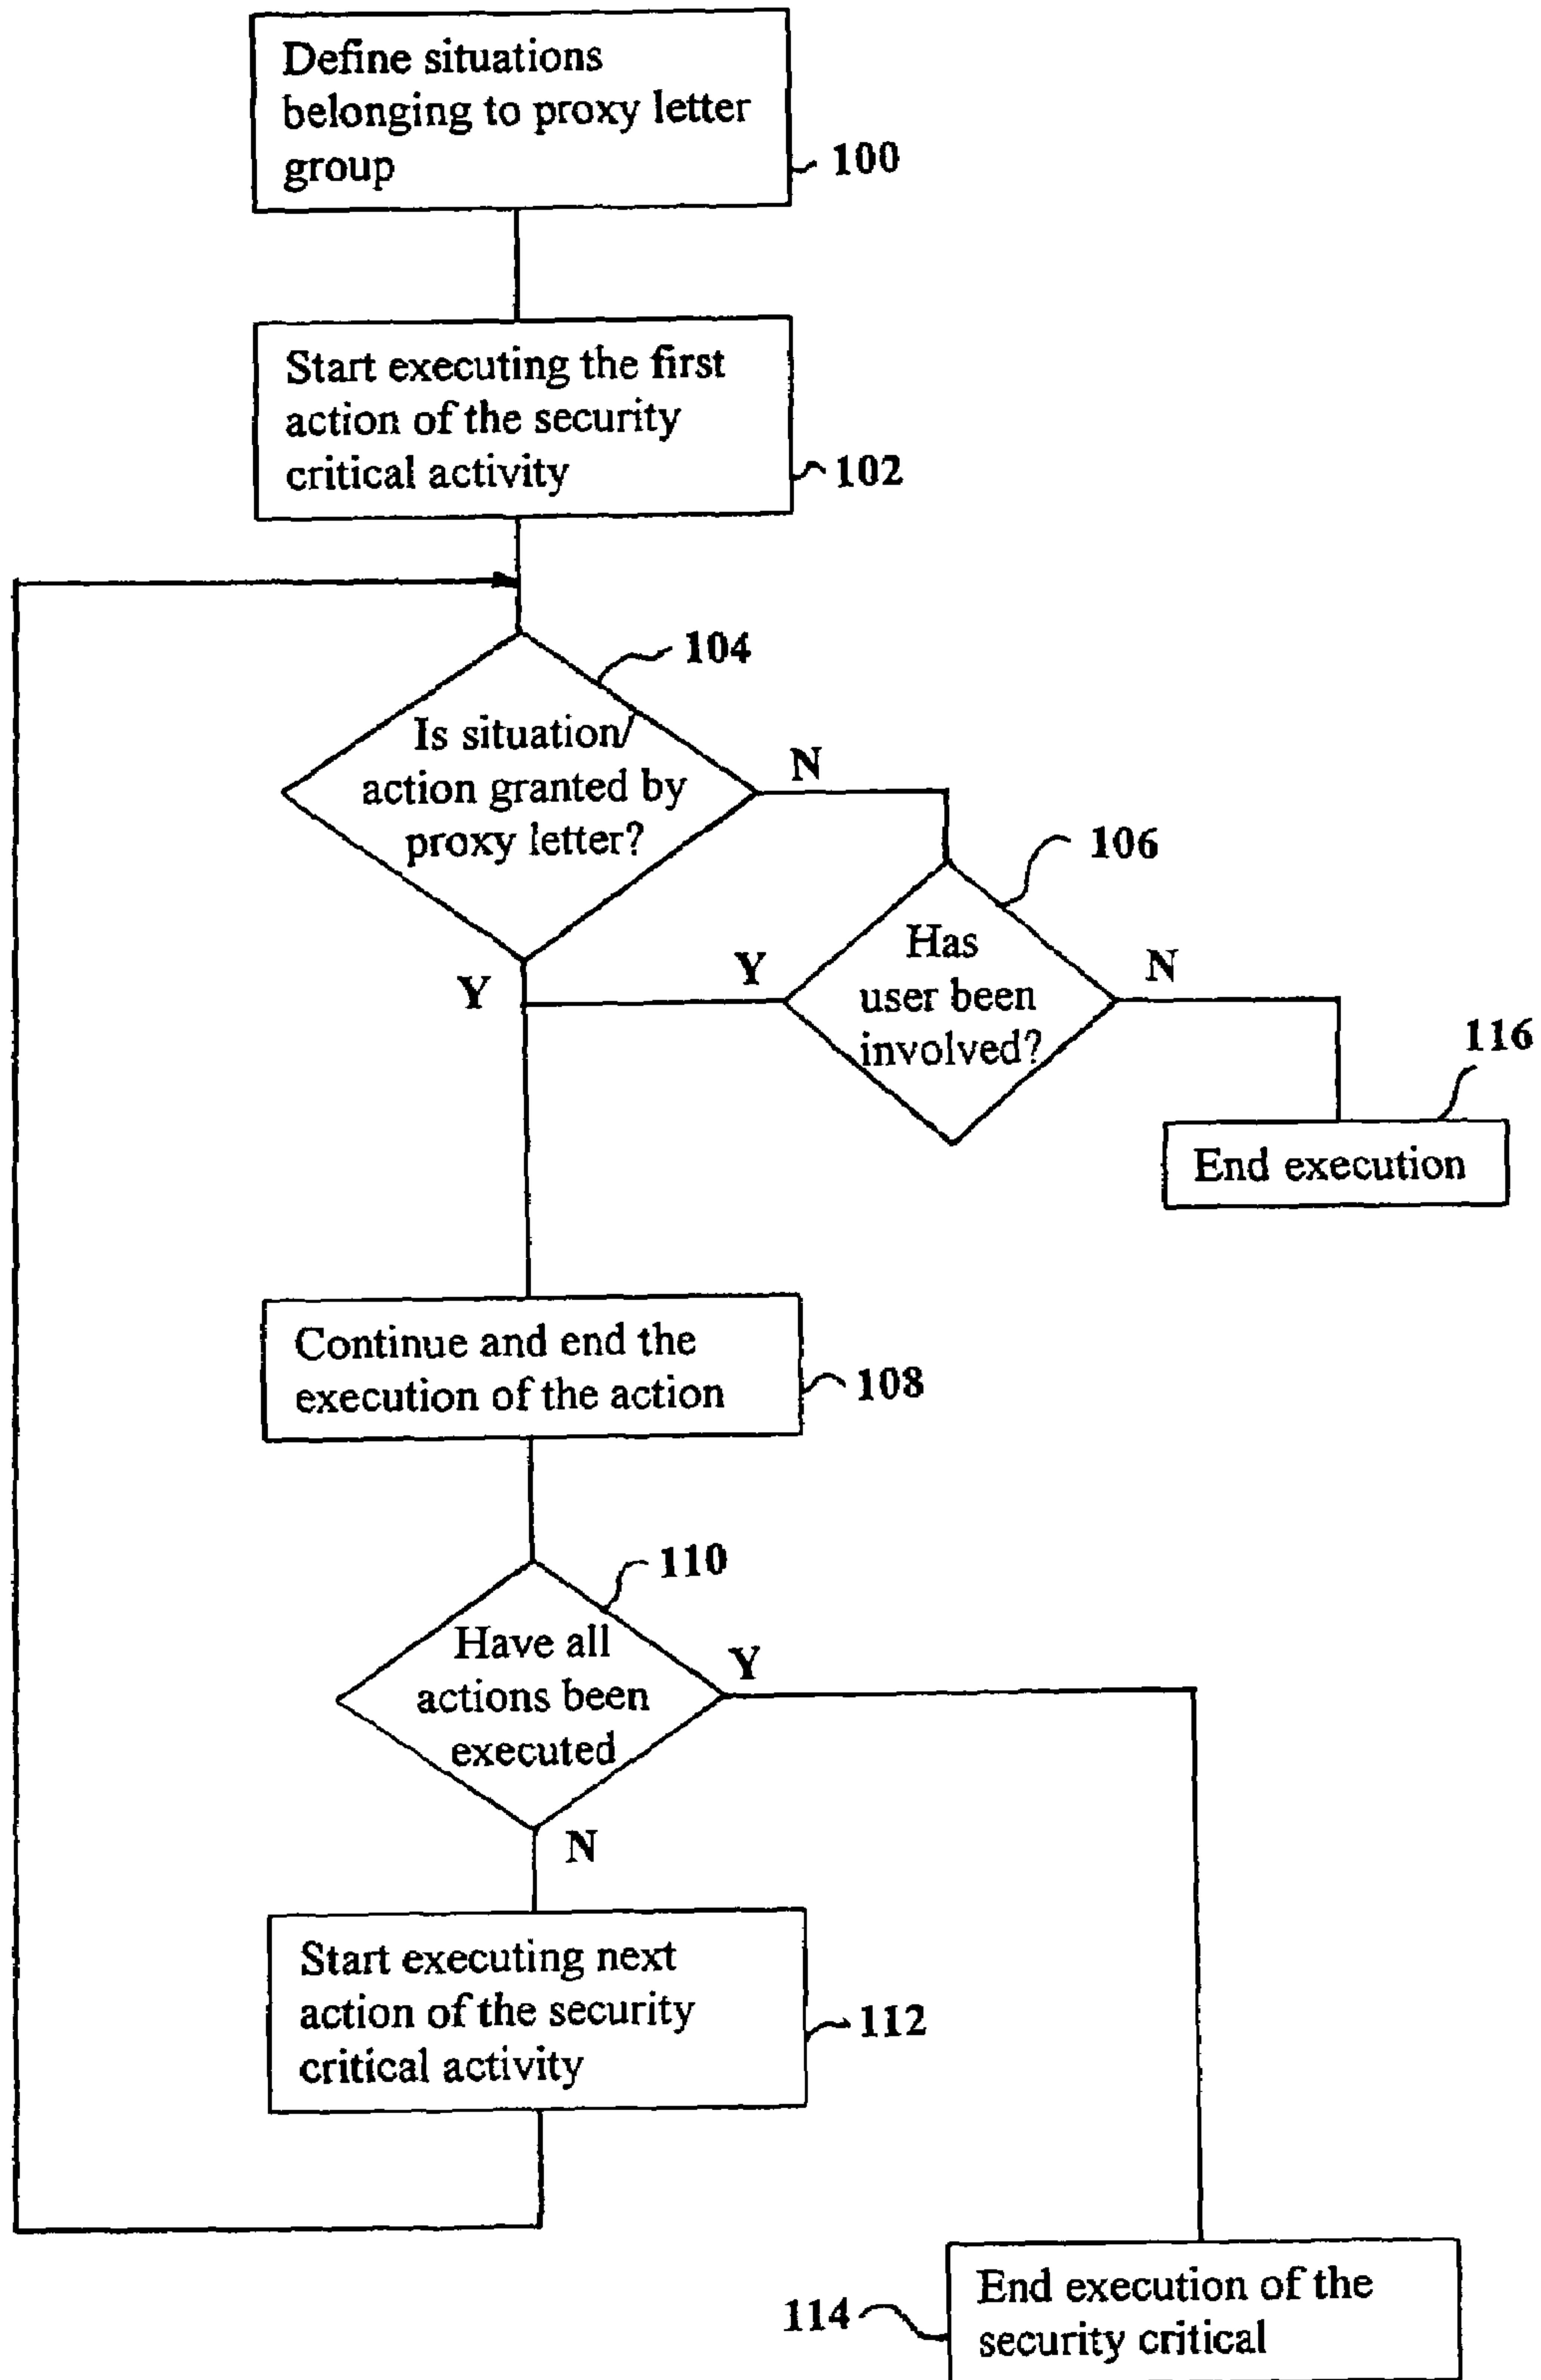 Define situations
belonging to proxy letter
group
100
Start executing the first
action of the security
critical activity
102
104
Is situation/
action granted by
proxy letter?
N
106
Y
Has
user been
involved?
Y
N
116
End execution
Continue and end the
execution of the action
108
110
Have all
actions been
executed
Y
N
Start executing next
action of the security
critical activity
112
114
End execution of the
security critical